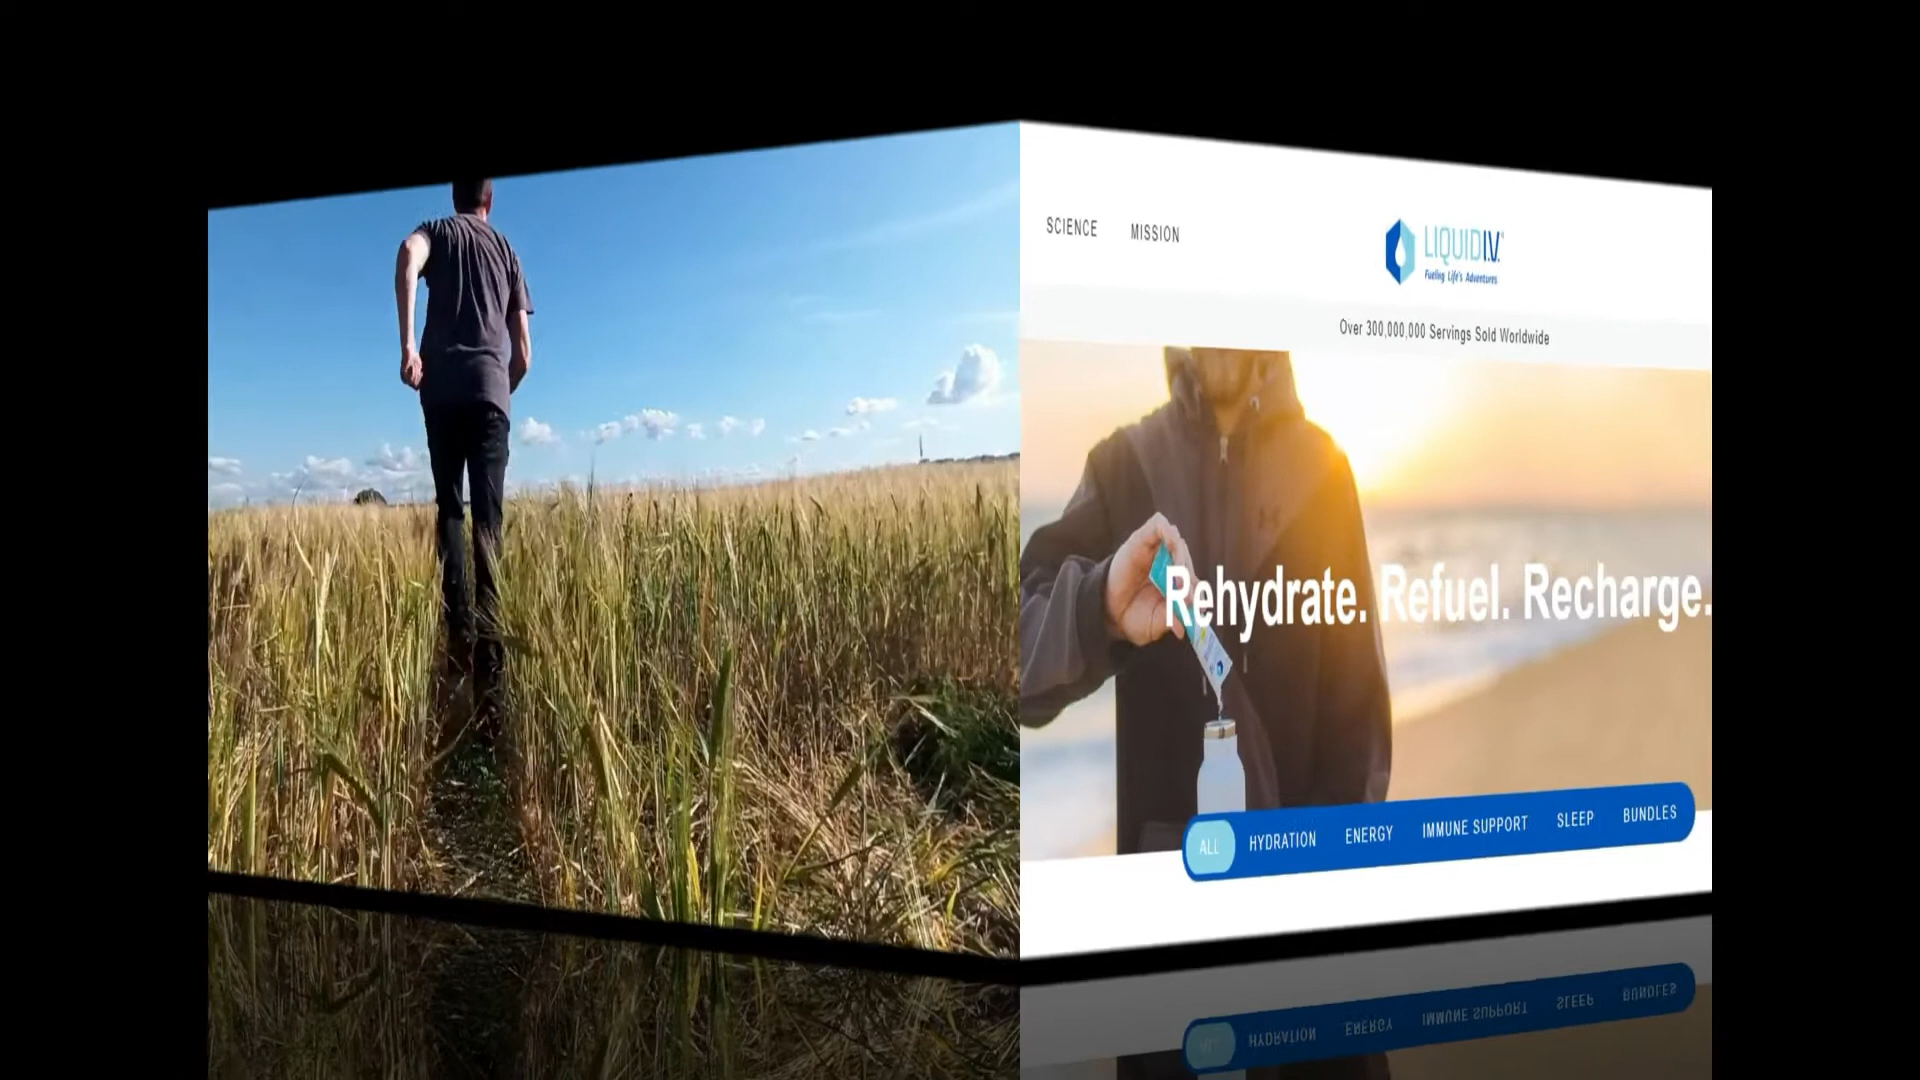 SCIENCE MISSION
LIQUID I.V.
Fueling Life's Adventures
Over 300,000,000 Servings Sold Worldwide
Rehydrate. Refuel. Recharge.
ALL HYDRATION ENERGY IMMUNE SUPPORT SLEEP BUNDLES